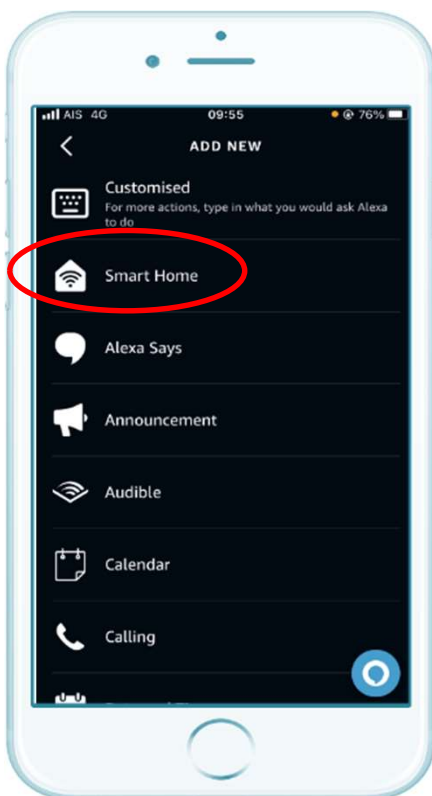 AIS 4G 09:55 76%
ADD NEW
Customised
For more actions, type in what you would ask Alexa
to do
Smart Home
Alexa Says
Announcement
Audible
Calendar
Calling